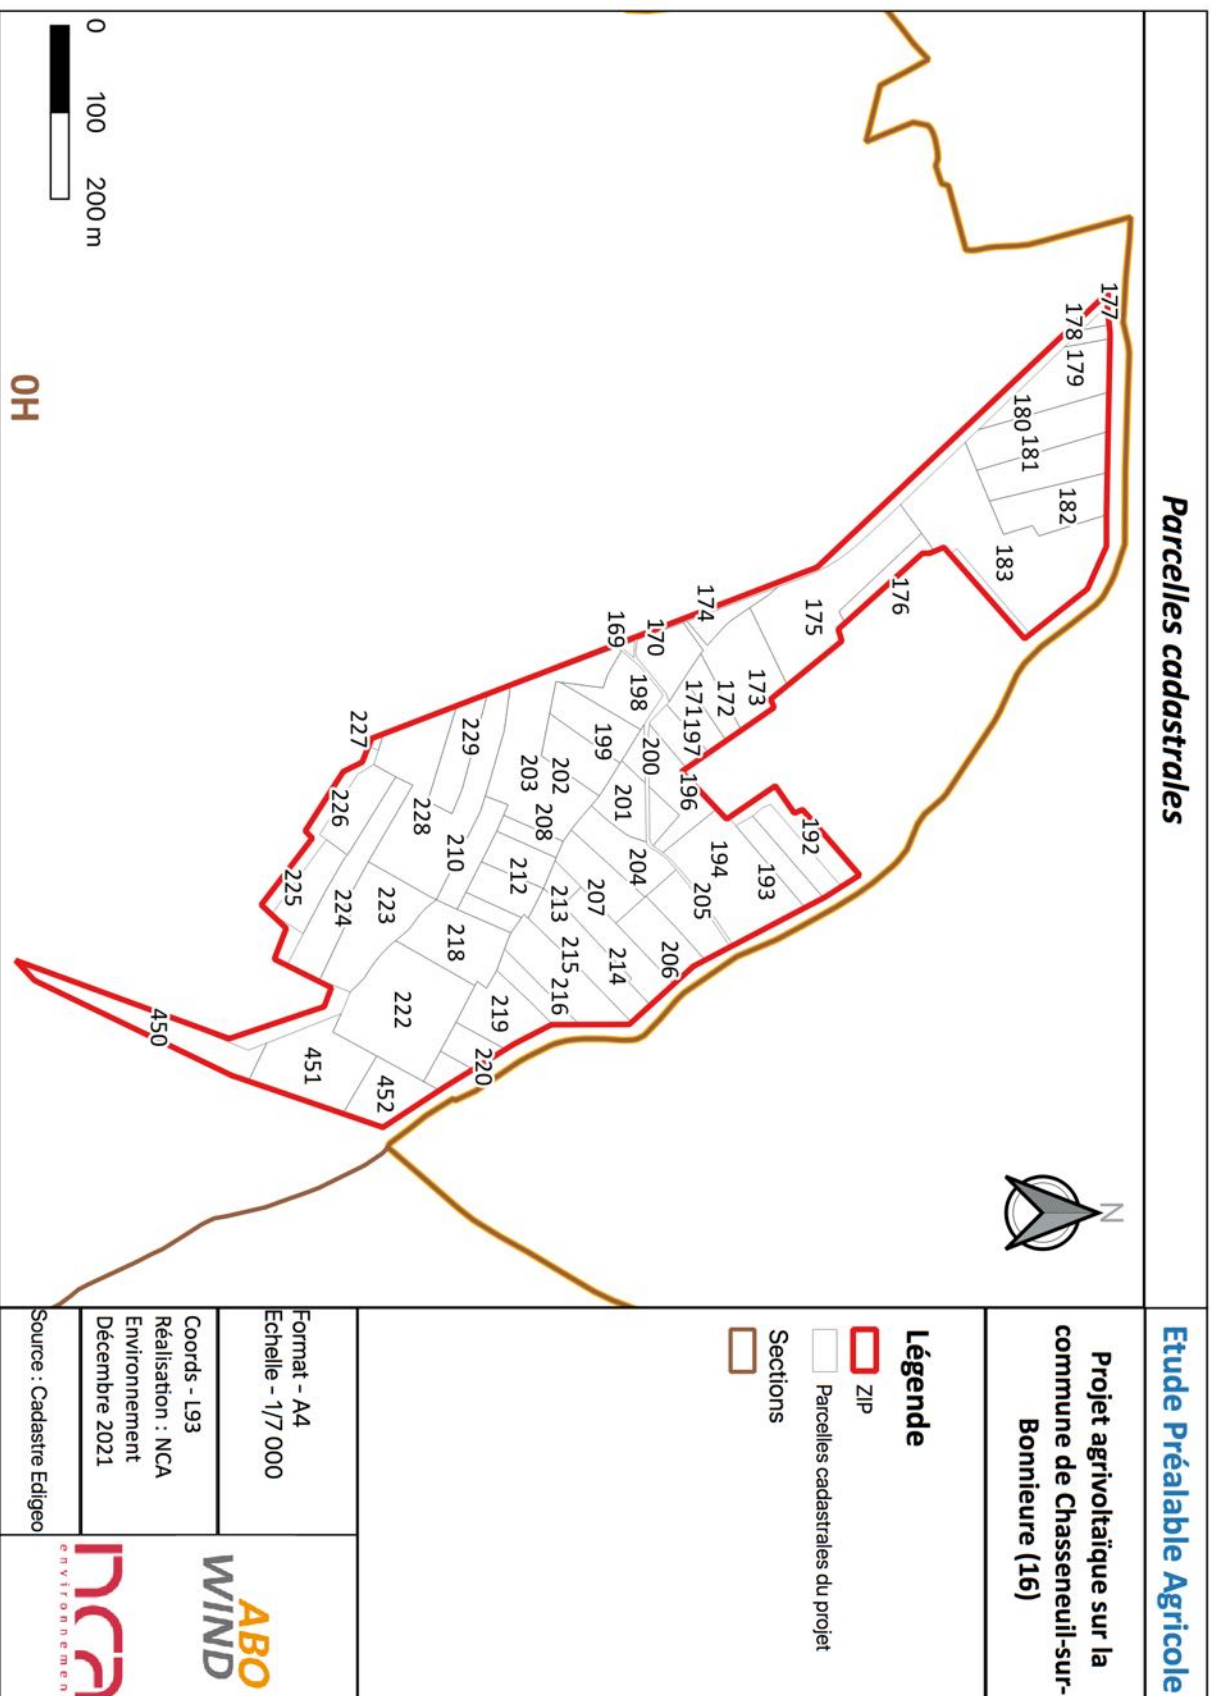 Parcelles cadastrales
Etude Préalable Agricole
Projet agrivoltaïque sur la
commune de Chasseneuil-sur-
Bonnieure (16)
N
177
178
179
180
181
182
183
176
175
174
173
172
171
170
169
197
198
199
200
196
192
193
194
201
202
203
204
205
206
207
208
210
212
213
214
215
216
218
219
220
222
223
224
225
226
227
228
229
450
451
452
0H
0 100 200 m
Légende
ZIP
Parcelles cadastrales du projet
Sections
Format - A4
Echelle - 1/7 000
Coords - L93
Réalisation : NCA
Environnement
Décembre 2021
Source : Cadastre Edigeo
ABO
WIND
nca
environnemen